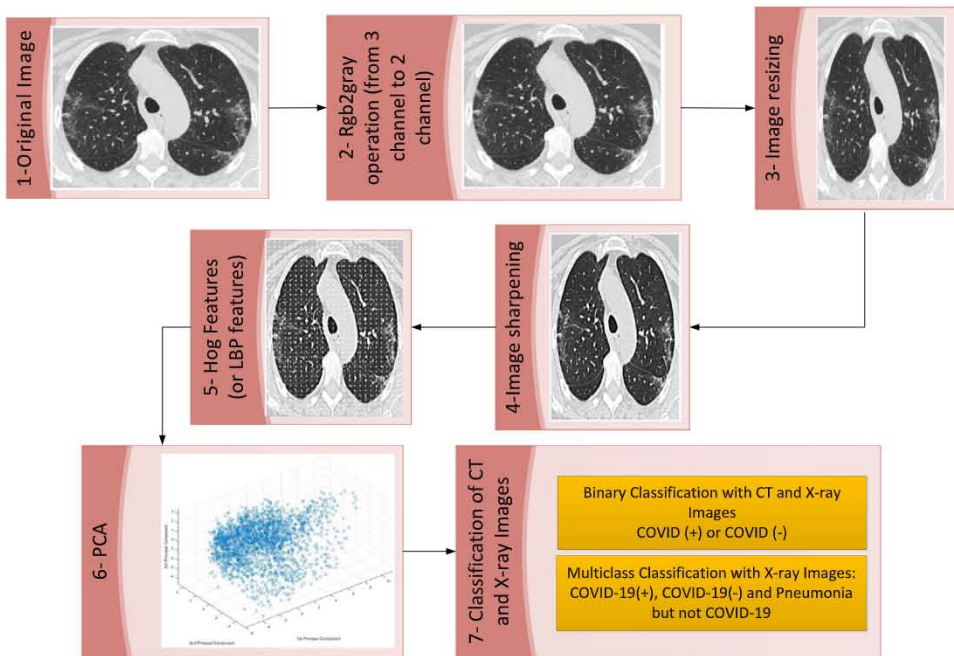 1-Original Image
2- Rgb2gray
operation (from 3
channel to 2
channel)
3- Image resizing
4-Image sharpening
5- Hog Features
(or LBP features)
6- PCA
7- Classification of CT
and X-ray Images
Binary Classification with CT and X-ray
Images
COVID (+) or COVID (-)
Multiclass Classification with X-ray Images:
COVID-19(+), COVID-19(-) and Pneumonia
but not COVID-19